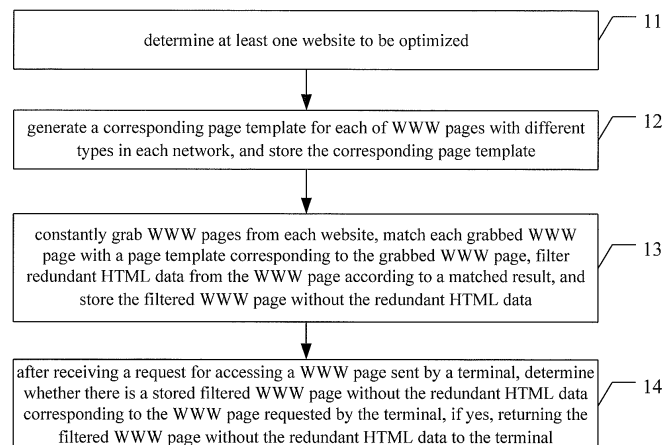 determine at least one website to be optimized
11
generate a corresponding page template for each of WWW pages with different
types in each network, and store the corresponding page template
12
constantly grab WWW pages from each website, match each grabbed WWW
page with a page template corresponding to the grabbed WWW page, filter
redundant HTML data from the WWW page according to a matched result, and
store the filtered WWW page without the redundant HTML data
13
after receiving a request for accessing a WWW page sent by a terminal, determine
whether there is a stored filtered WWW page without the redundant HTML data
corresponding to the WWW page requested by the terminal, if yes, returning the
filtered WWW page without the redundant HTML data to the terminal
14